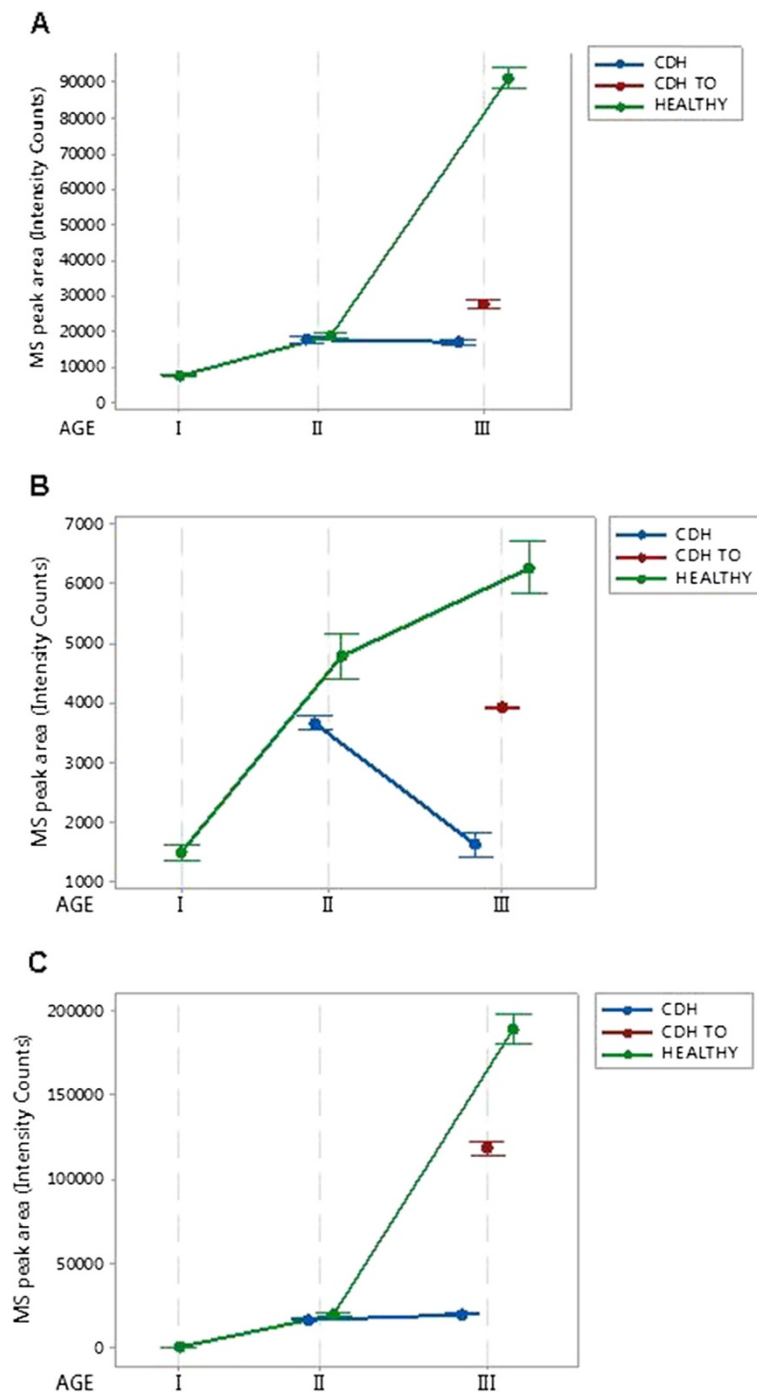 A
MS peak area (Intensity Counts)
90000
80000
70000
60000
50000
40000
30000
20000
10000
0
AGE I II III
CDH
CDH TO
HEALTHY
B
MS peak area (Intensity Counts)
7000
6000
5000
4000
3000
2000
1000
AGE I II III
CDH
CDH TO
HEALTHY
C
MS peak area (Intensity Counts)
200000
150000
100000
50000
0
AGE I II III
CDH
CDH TO
HEALTHY